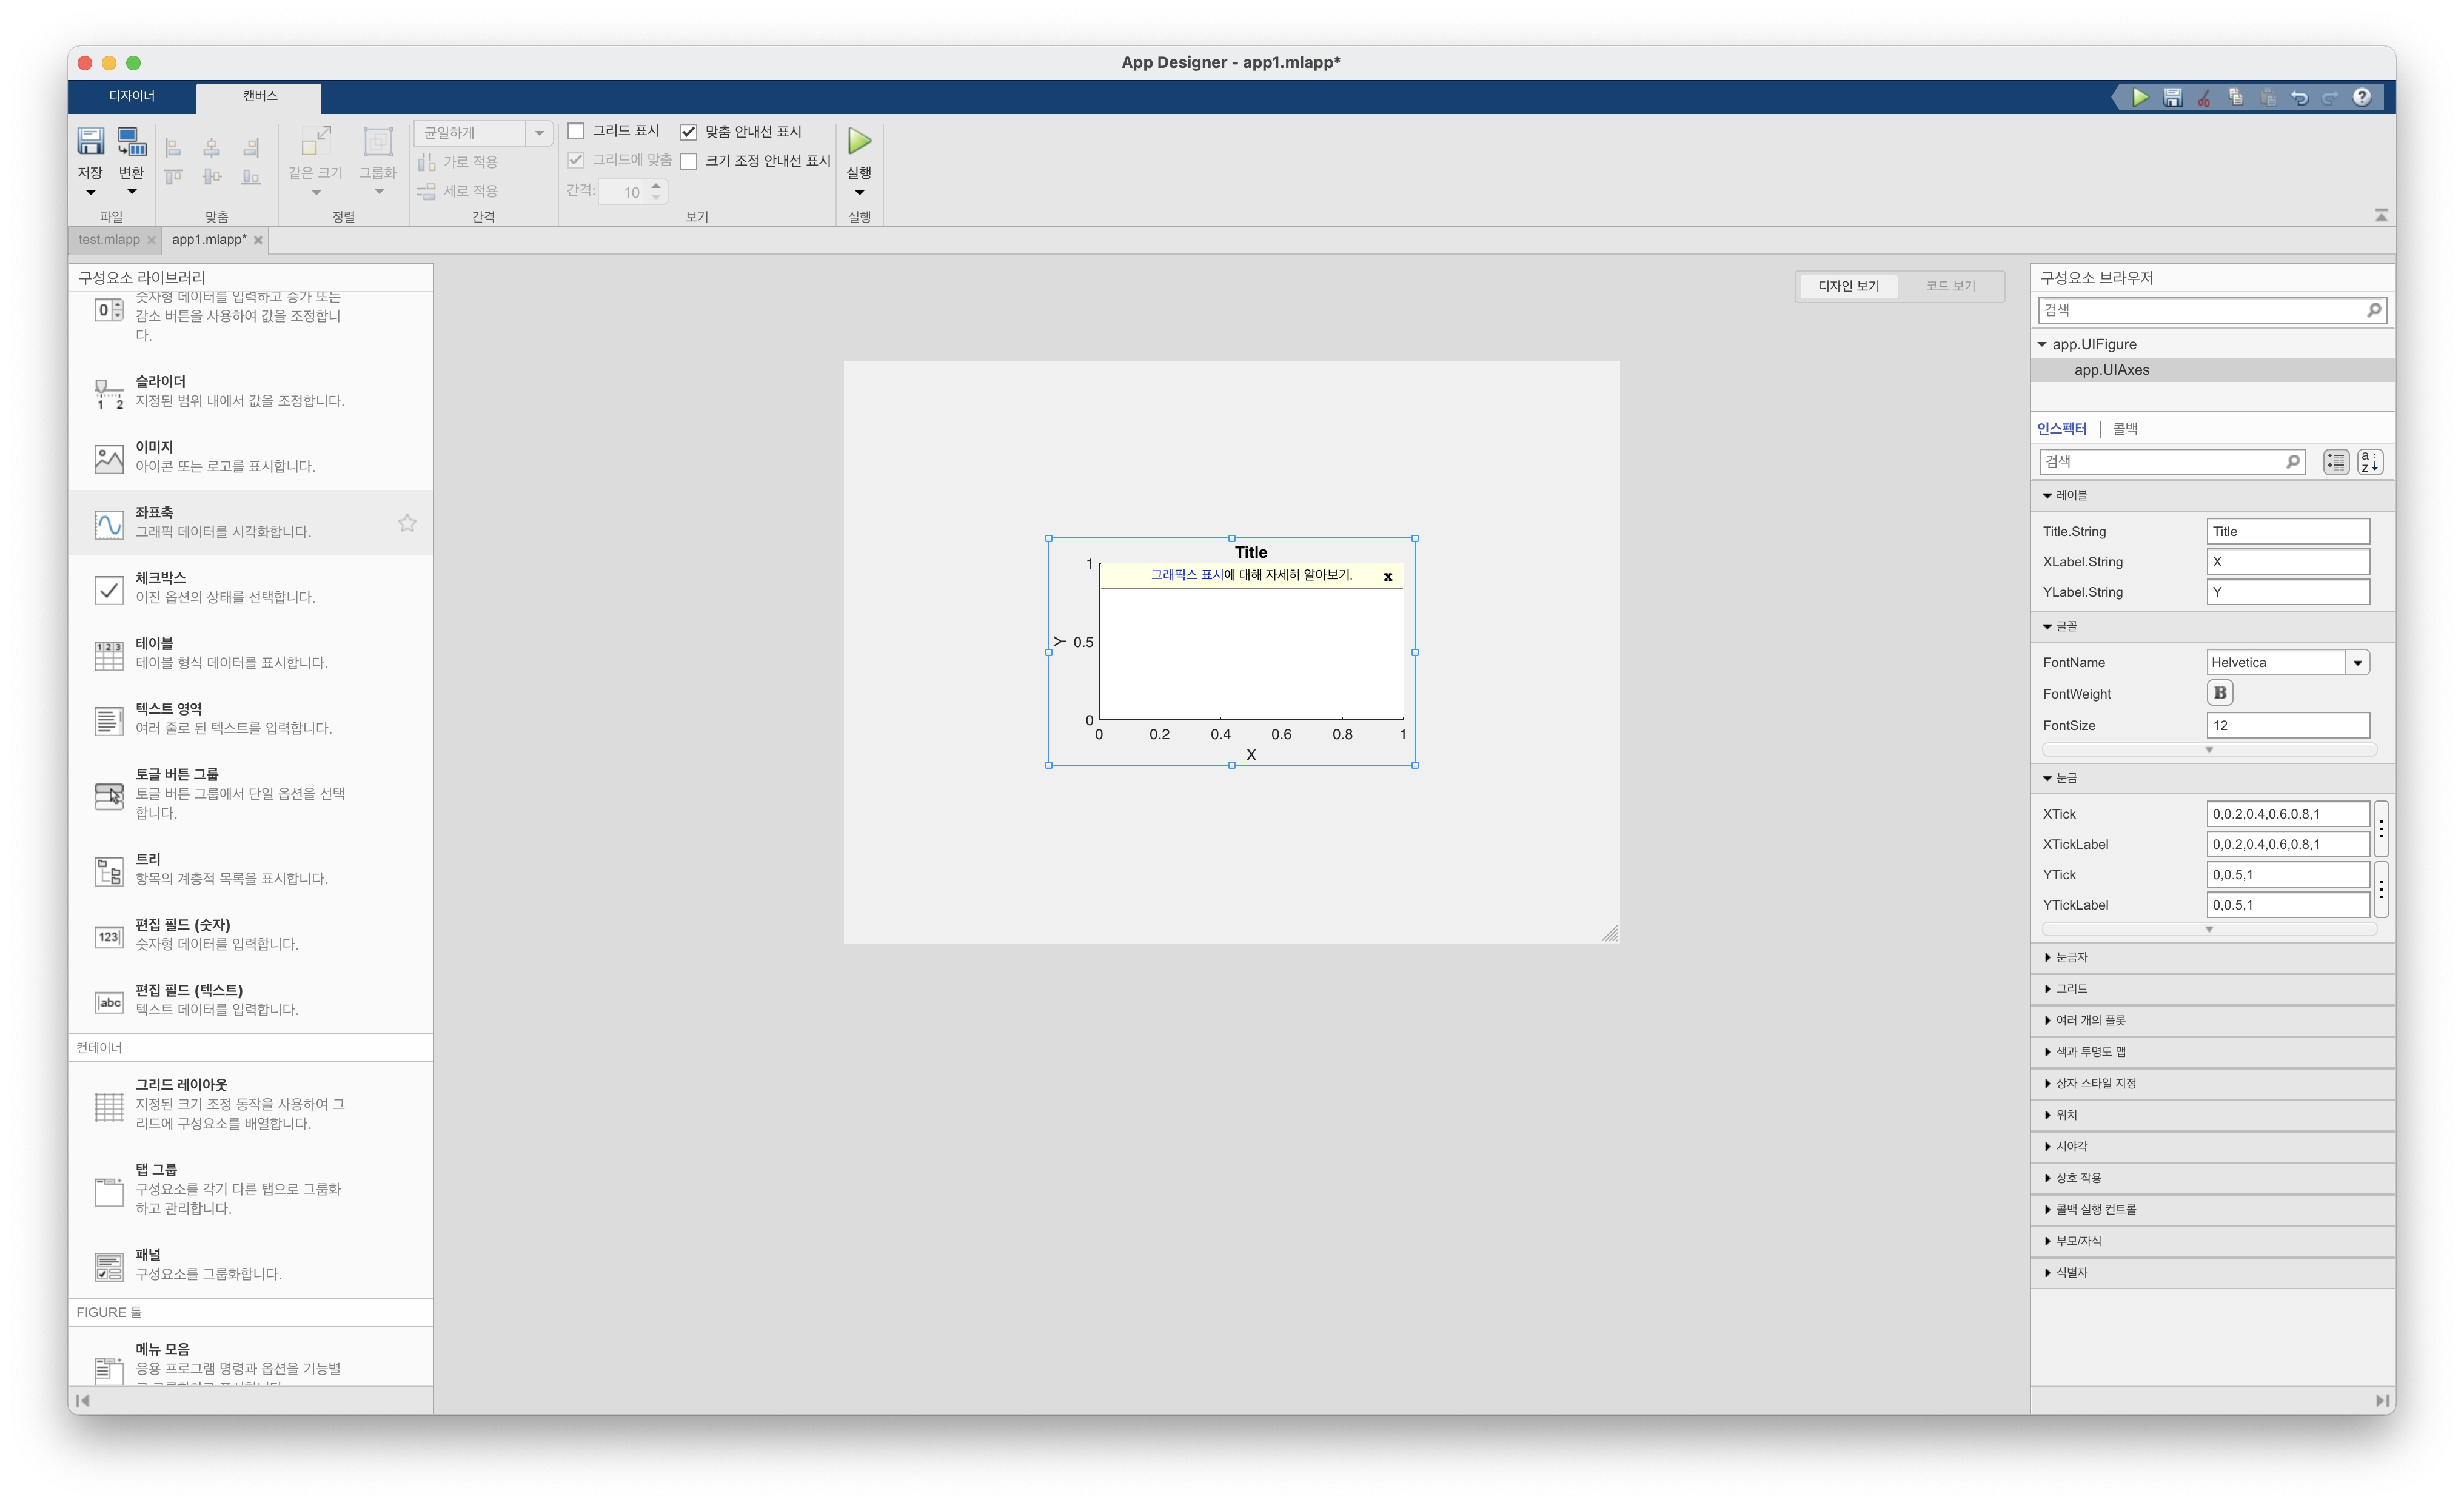 App Designer - app1.mlapp*
디자이너
캔버스
저장
변환
파일
맞춤
같은 크기
그룹화
정렬
균일하게
가로 적용
세로 적용
간격
그리드 표시
그리드에 맞춤
간격:
10
맞춤 안내선 표시
크기 조정 안내선 표시
보기
실행
실행
test.mlapp
app1.mlapp*
구성요소 라이브러리
숫자형 데이터를 입력하고 증가 또는
감소 버튼을 사용하여 값을 조정합니
다.
슬라이더
지정된 범위 내에서 값을 조정합니다.
이미지
아이콘 또는 로고를 표시합니다.
좌표축
그래픽 데이터를 시각화합니다.
체크박스
이진 옵션의 상태를 선택합니다.
테이블
테이블 형식 데이터를 표시합니다.
텍스트 영역
여러 줄로 된 텍스트를 입력합니다.
토글 버튼 그룹
토글 버튼 그룹에서 단일 옵션을 선택
합니다.
트리
항목의 계층적 목록을 표시합니다.
편집 필드 (숫자)
숫자형 데이터를 입력합니다.
편집 필드 (텍스트)
텍스트 데이터를 입력합니다.
컨테이너
그리드 레이아웃
지정된 크기 조정 동작을 사용하여 그
리드에 구성요소를 배열합니다.
탭 그룹
구성요소를 각기 다른 탭으로 그룹화
하고 관리합니다.
패널
구성요소를 그룹화합니다.
FIGURE 툴
메뉴 모음
응용 프로그램 명령과 옵션을 기능별
디자인 보기
코드 보기
Title
그래픽스 표시에 대해 자세히 알아보기. x
1
0.5
0
Y
0 0.2 0.4 0.6 0.8 1
X
구성요소 브라우저
검색
app.UIFigure
app.UIAxes
인스펙터 | 콜백
검색
레이블
Title.String Title
XLabel.String X
YLabel.String Y
글꼴
FontName Helvetica
FontWeight B
FontSize 12
눈금
XTick 0,0.2,0.4,0.6,0.8,1
XTickLabel 0,0.2,0.4,0.6,0.8,1
YTick 0,0.5,1
YTickLabel 0,0.5,1
눈금자
그리드
여러 개의 플롯
색과 투명도 맵
상자 스타일 지정
위치
시야각
상호 작용
콜백 실행 컨트롤
부모/자식
식별자